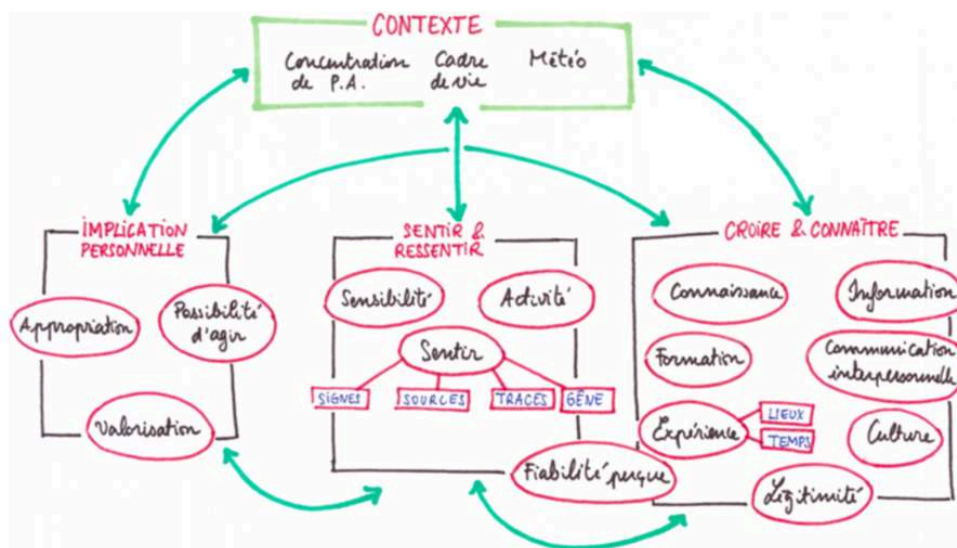 CONTEXTE
Concentration Cadre Météo
de P.A. de vie
IMPLICATION
PERSONNELLE
Appropriation
Possibilité
d'agir
Valorisation
SENTIR &
RESSENTIR
Sensibilité
Activité
Sentir
SIGNES
SOURCES
TRACES
GÊNE
Fiabilité perçue
CROIRE & CONNAÎTRE
Connaissance
Information
Formation
Communication
interpersonnelle
Expérience
LIEUX
TEMPS
Culture
Légitimité